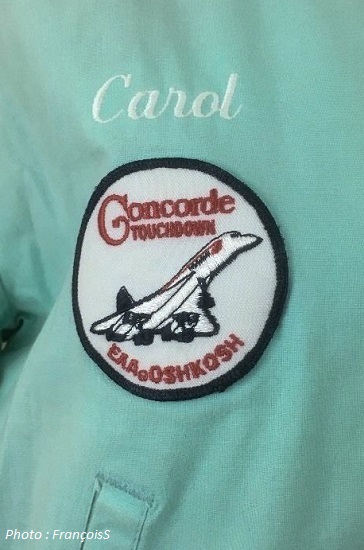 Carol
Concorde
TOUCHDOWN
EAA@OSHKOSH
Photo : FrançoisS